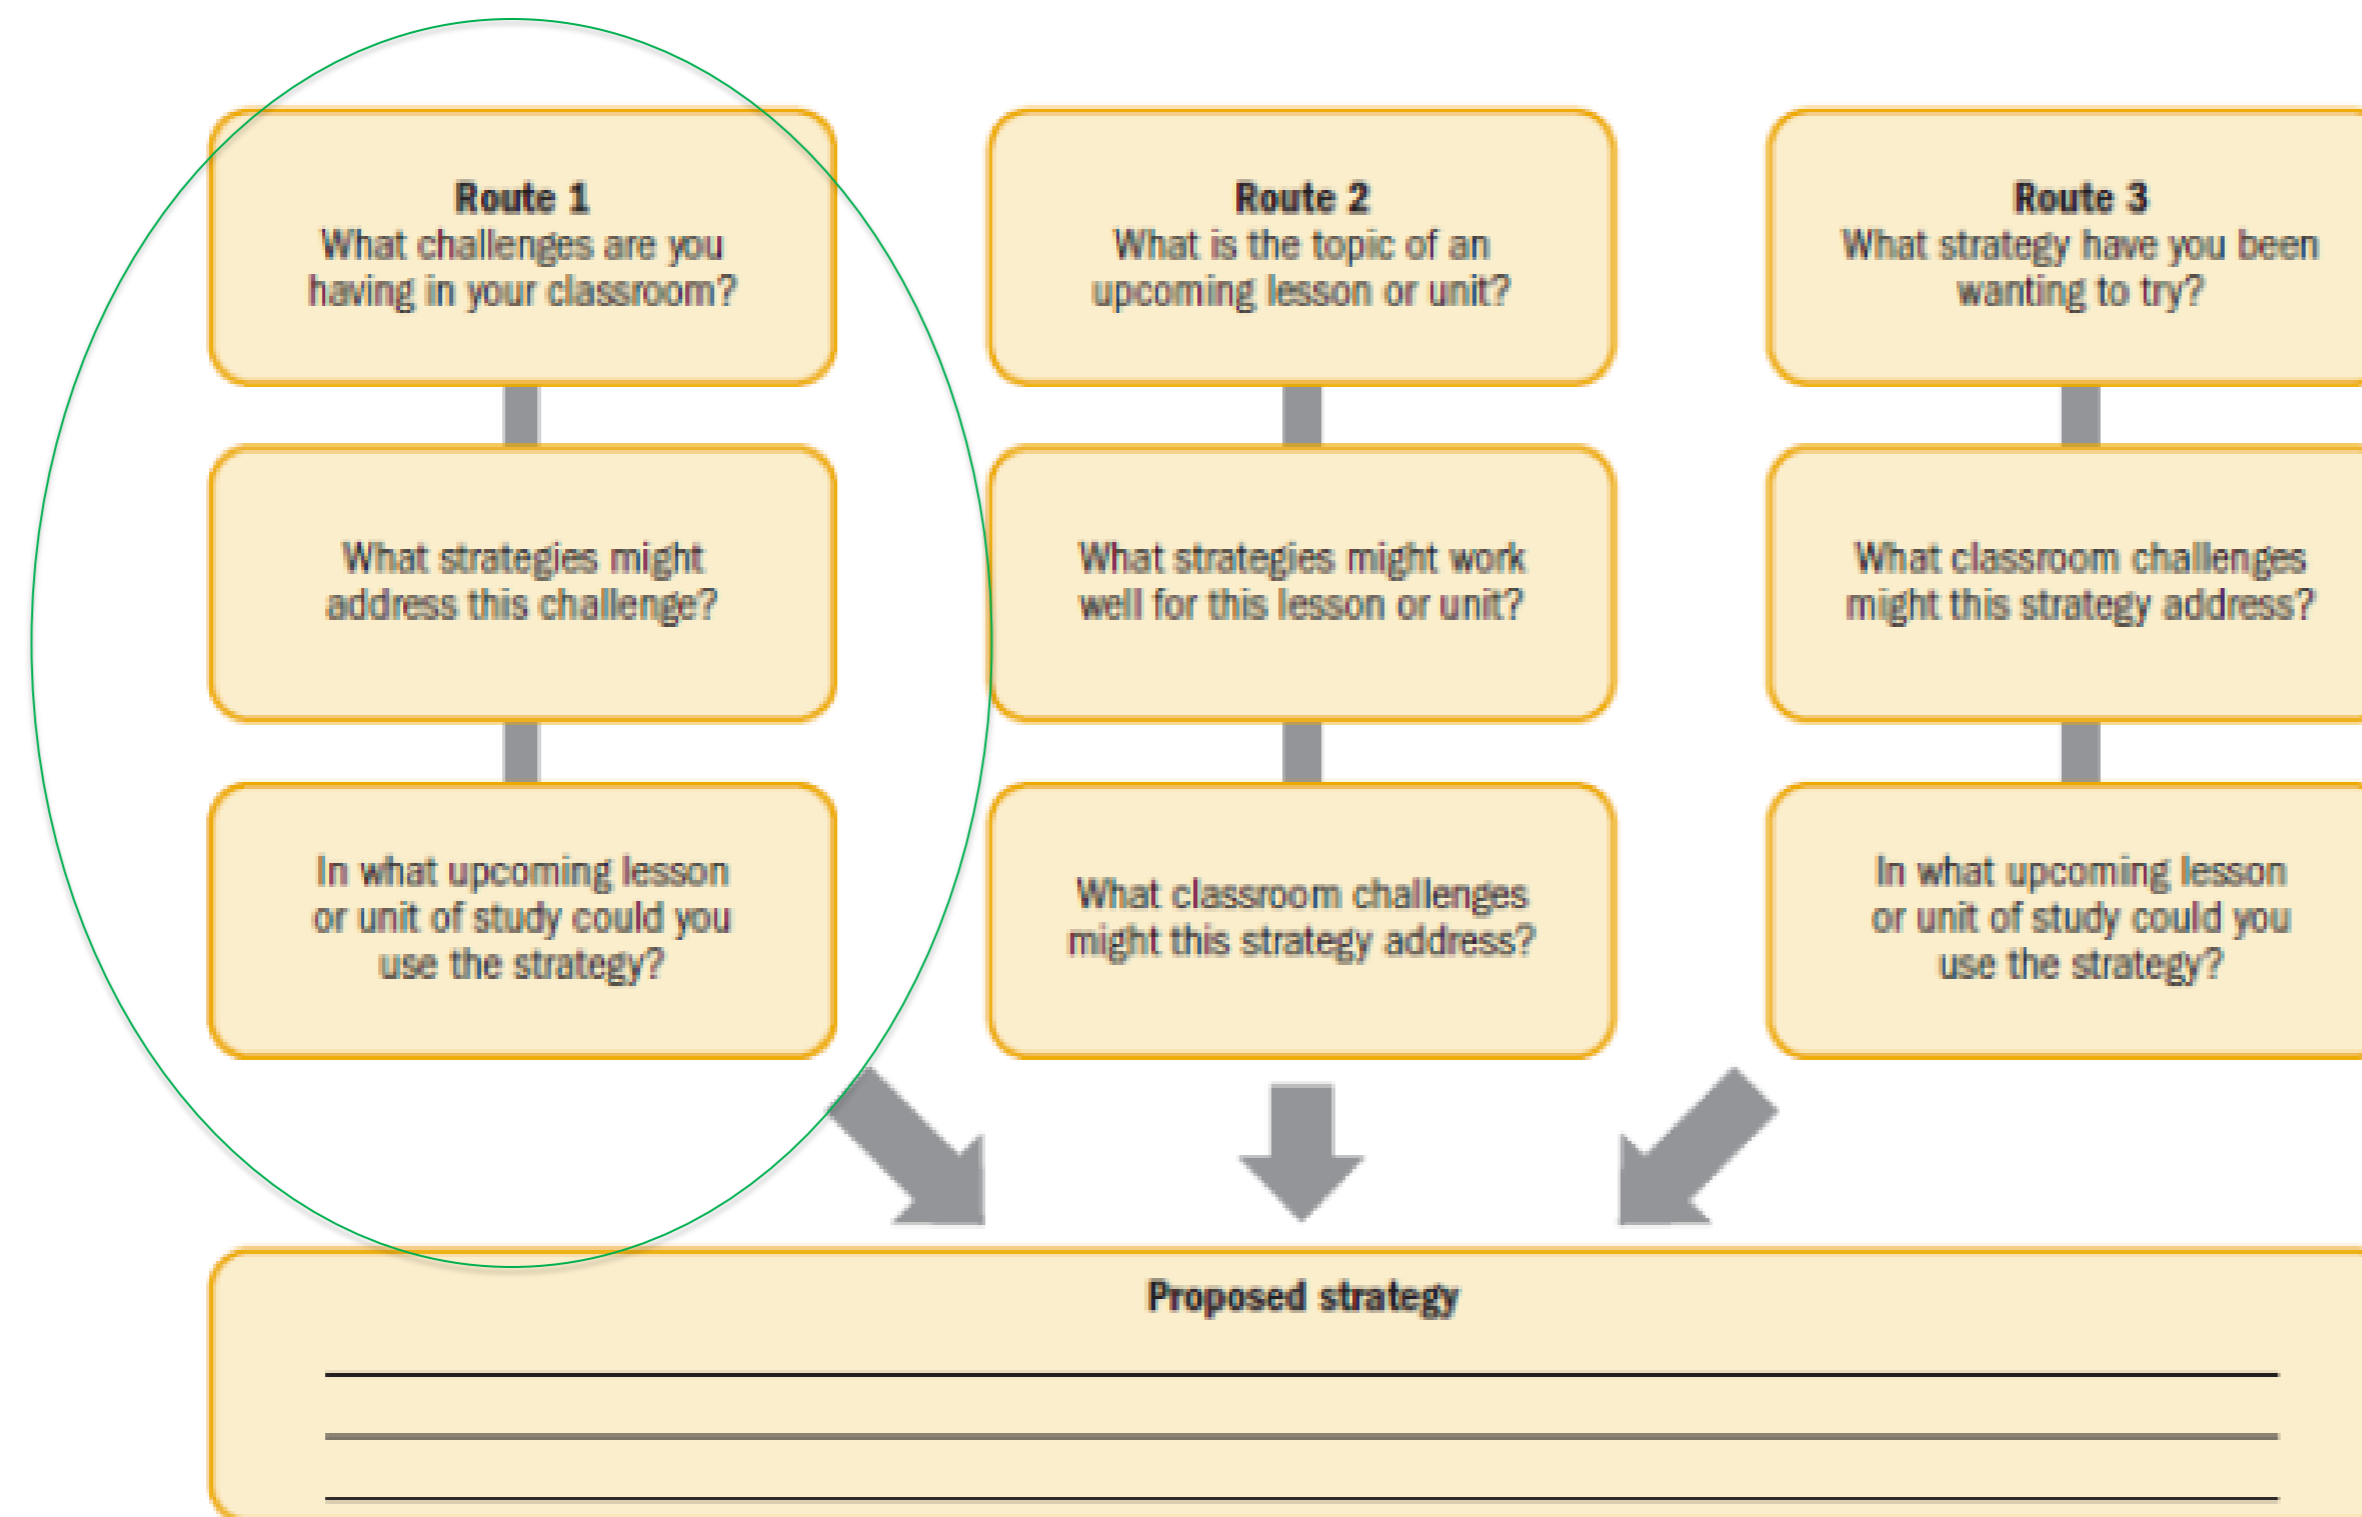 Route 1
What challenges are you
having in your classroom?
What strategies might
address this challenge?
In what upcoming lesson
or unit of study could you
use the strategy?
Route 2
What is the topic of an
upcoming lesson or unit?
What strategies might work
well for this lesson or unit?
What classroom challenges
might this strategy address?
Route 3
What strategy have you been
wanting to try?
What classroom challenges
might this strategy address?
In what upcoming lesson
or unit of study could you
use the strategy?
Proposed strategy